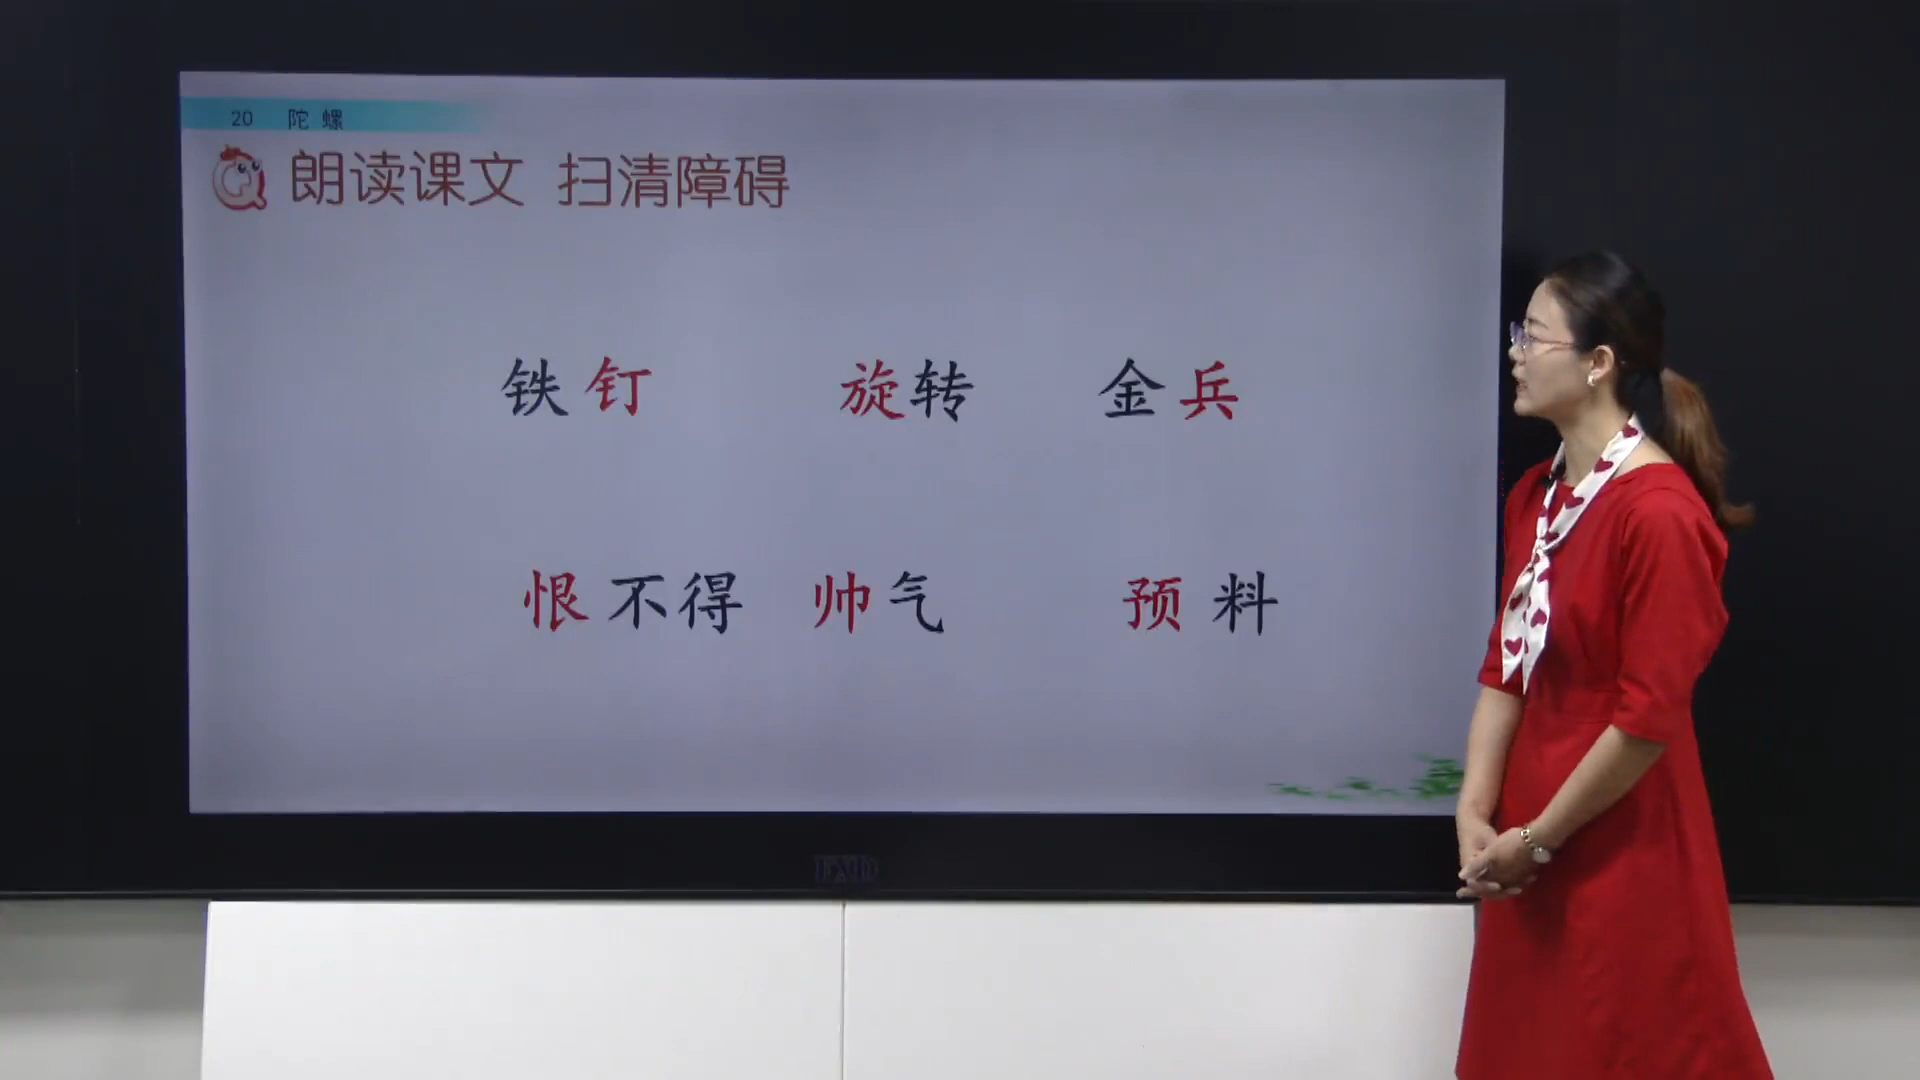 20 陀螺
朗读课文 扫清障碍
铁钉 旋转 金兵
恨不得 帅气 预料